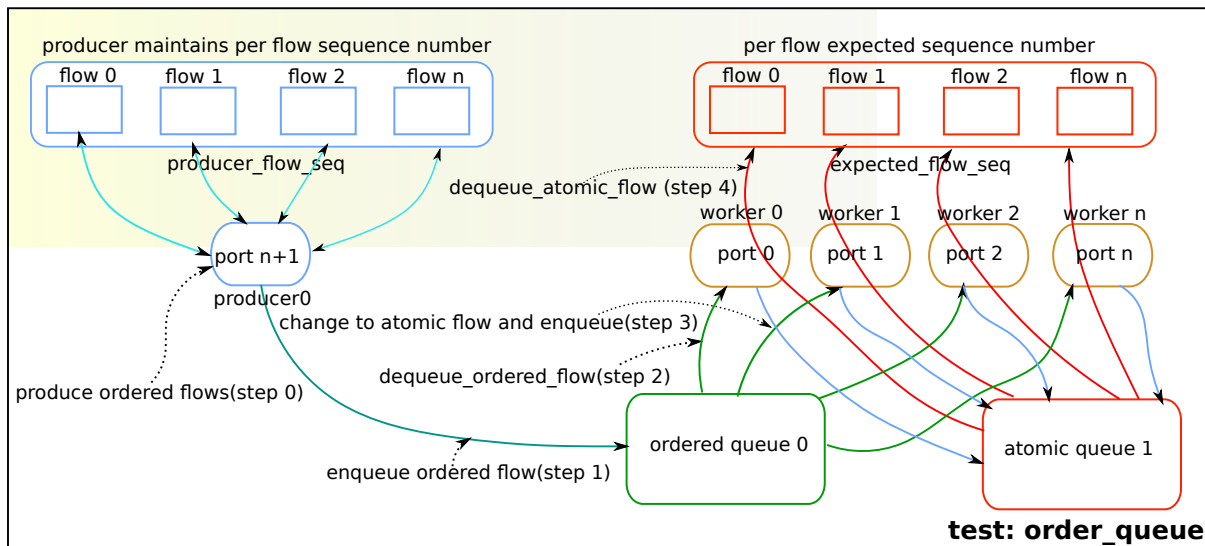 producer maintains per flow sequence number
flow 0
flow 1
flow 2
flow n
producer_flow_seq
per flow expected sequence number
flow 0
flow 1
flow 2
flow n
expected_flow_seq
dequeue_atomic_flow (step 4)
worker 0
worker 1
worker 2
worker n
port n+1
port 0
port 1
port 2
port n
producer0
change to atomic flow and enqueue(step 3)
dequeue_ordered_flow(step 2)
produce ordered flows(step 0)
ordered queue 0
atomic queue 1
enqueue ordered flow(step 1)
test: order_queue